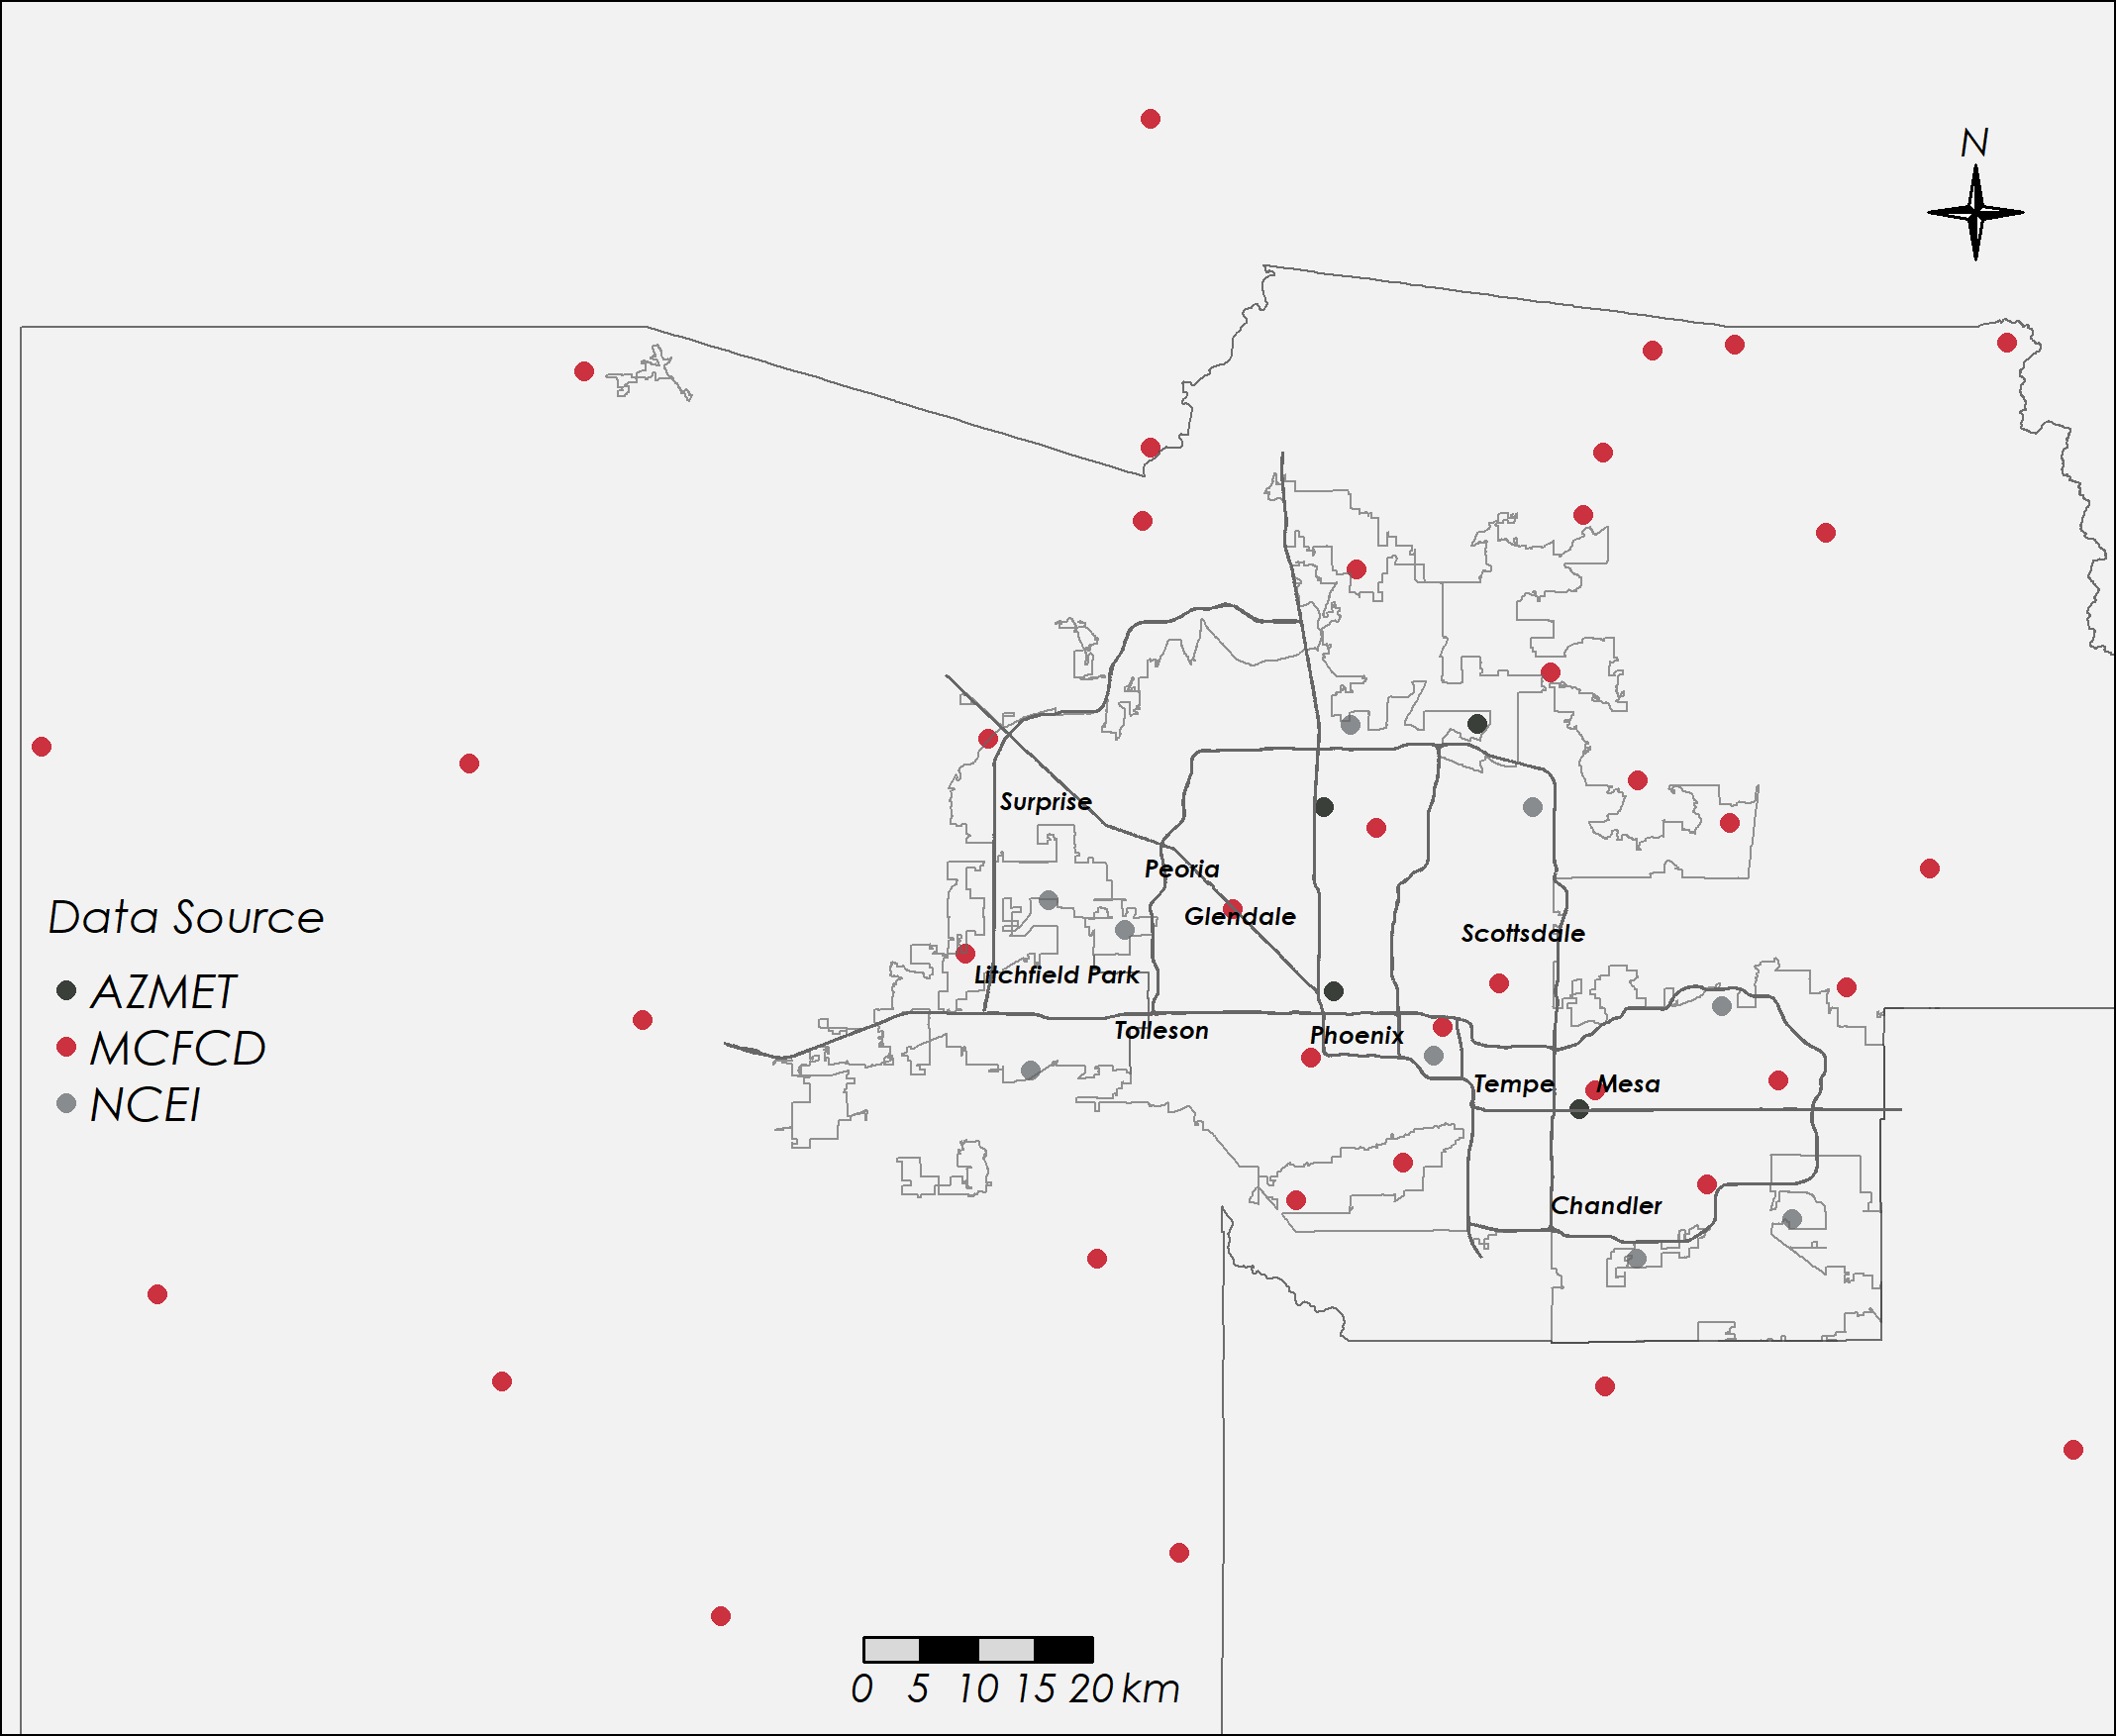 N
Surprise
Peoria
Glendale
Scottsdale
Litchfield Park
Tolleson
Phoenix
Tempe
Mesa
Chandler
Data Source
AZMET
MCFCD
NCEI
0 5 10 15 20 km